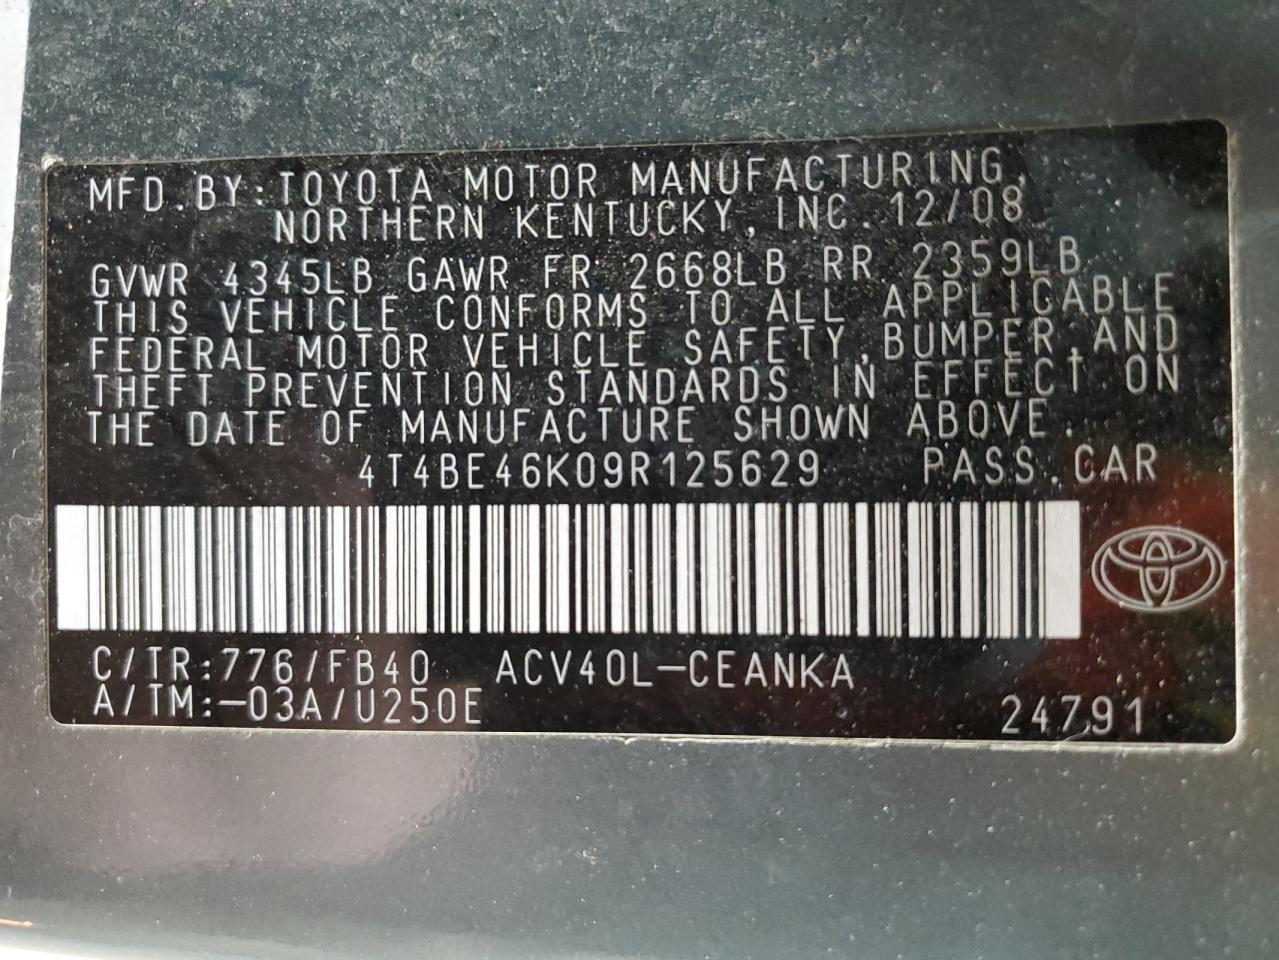 MFD. BY: TOYOTA MOTOR MANUFACTURING,
NORTHERN KENTUCKY, INC. 12/08
GVWR 4345LB GAWR FR 2668LB RR 2359LB
THIS VEHICLE CONFORMS TO ALL APPLICABLE
FEDERAL MOTOR VEHICLE SAFETY, BUMPER, AND
THEFT PREVENTION STANDARDS IN EFFECT ON
THE DATE OF MANUFACTURE SHOWN ABOVE.
4T4BE46K09R125629 PASS. CAR
C/TR:776/FB40 ACV40L-CEANKA
A/TM:-03A/U250E
24791